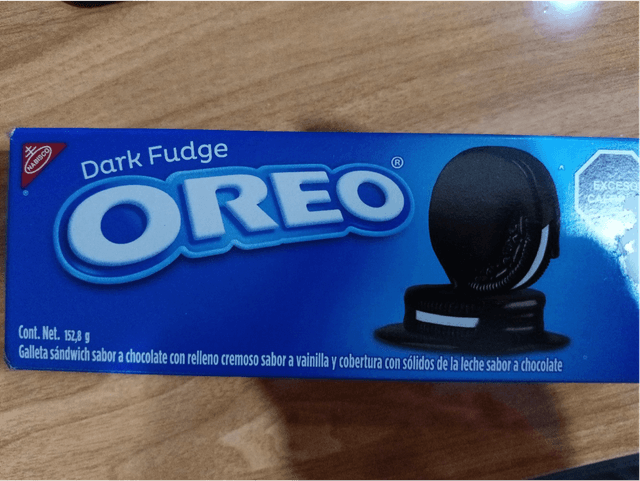 NABISCO
Dark Fudge
OREO®
EXCESO
Cont. Net. 152,8 g
Galleta sándwich sabor a chocolate con relleno cremoso sabor a vainilla y cobertura con sólidos de la leche sabor a chocolate